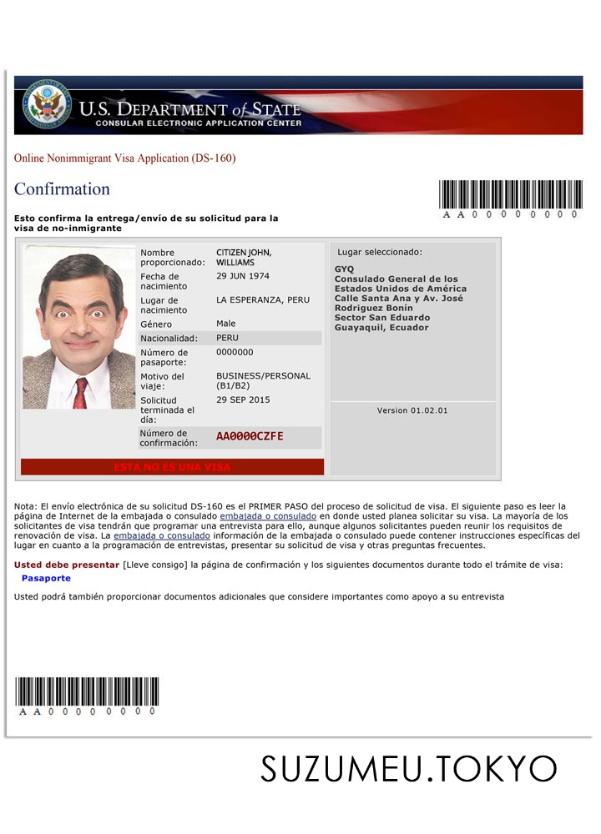 U.S. DEPARTMENT of STATE
CONSULAR ELECTRONIC APPLICATION CENTER
Online Nonimmigrant Visa Application (DS-160)
Confirmation
AA00000000
Esto confirma la entrega/envío de su solicitud para la
visa de no-inmigrante
Nombre
proporcionado:
CITIZEN JOHN,
WILLIAMS
Fecha de
nacimiento
29 JUN 1974
Lugar de
nacimiento
LA ESPERANZA, PERU
Género
Male
Nacionalidad:
PERU
Número de
pasaporte:
0000000
Motivo del
viaje:
BUSINESS/PERSONAL
(B1/B2)
Solicitud
terminada el
día:
29 SEP 2015
Número de
confirmación:
AA0000CZFE
ESTA NO ES UNA VISA
Lugar seleccionado:
GYQ
Consulado General de los
Estados Unidos de América
Calle Santa Ana y Av. José
Rodriguez Bonin
Sector San Eduardo
Guayaquil, Ecuador
Version 01.02.01
Nota: El envío electrónica de su solicitud DS-160 es el PRIMER PASO del proceso de solicitud de visa. El siguiente paso es leer la
página de Internet de la embajada o consulado embajada o consulado en donde usted planea solicitar su visa. La mayoría de los
solicitantes de visa tendrán que programar una entrevista para ello, aunque algunos solicitantes pueden reunir los requisitos de
renovación de visa. La embajada o consulado información de la embajada o consulado puede contener instrucciones específicas del
lugar en cuanto a la programación de entrevistas, presentar su solicitud de visa y otras preguntas frecuentes.
Usted debe presentar [Lleve consigo] la página de confirmación y los siguientes documentos durante todo el trámite de visa:
Pasaporte
Usted podrá también proporcionar documentos adicionales que considere importantes como apoyo a su entrevista
AA00000000
SUZUMEU.TOKYO